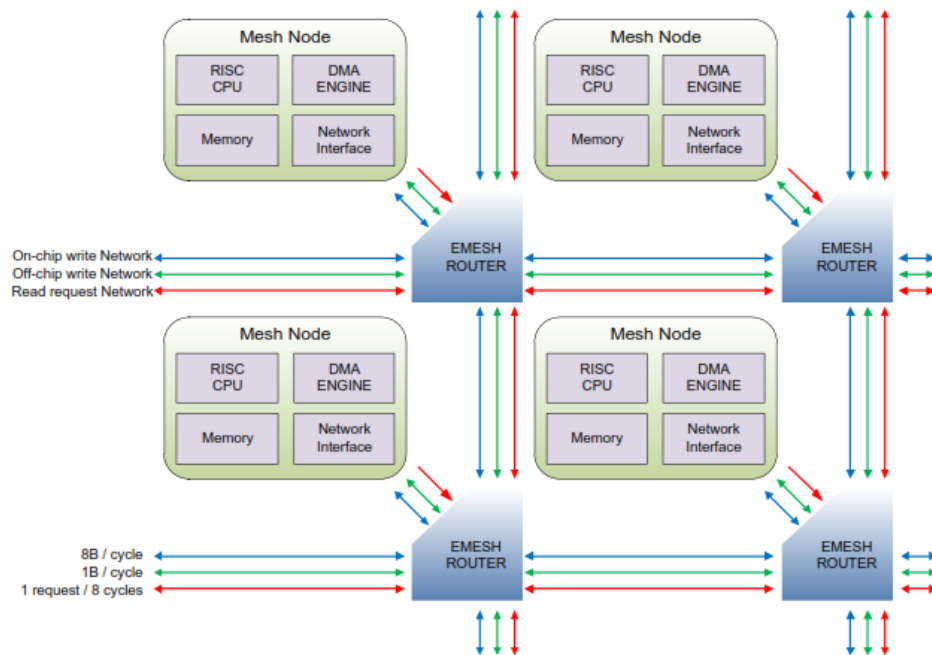 Mesh Node
Mesh Node
RISC
CPU
DMA
ENGINE
RISC
CPU
DMA
ENGINE
Memory
Network
Interface
Memory
Network
Interface
EMESH
ROUTER
EMESH
ROUTER
On-chip write Network
Off-chip write Network
Read request Network
Mesh Node
Mesh Node
RISC
CPU
DMA
ENGINE
RISC
CPU
DMA
ENGINE
Memory
Network
Interface
Memory
Network
Interface
EMESH
ROUTER
EMESH
ROUTER
8B / cycle
1B / cycle
1 request / 8 cycles